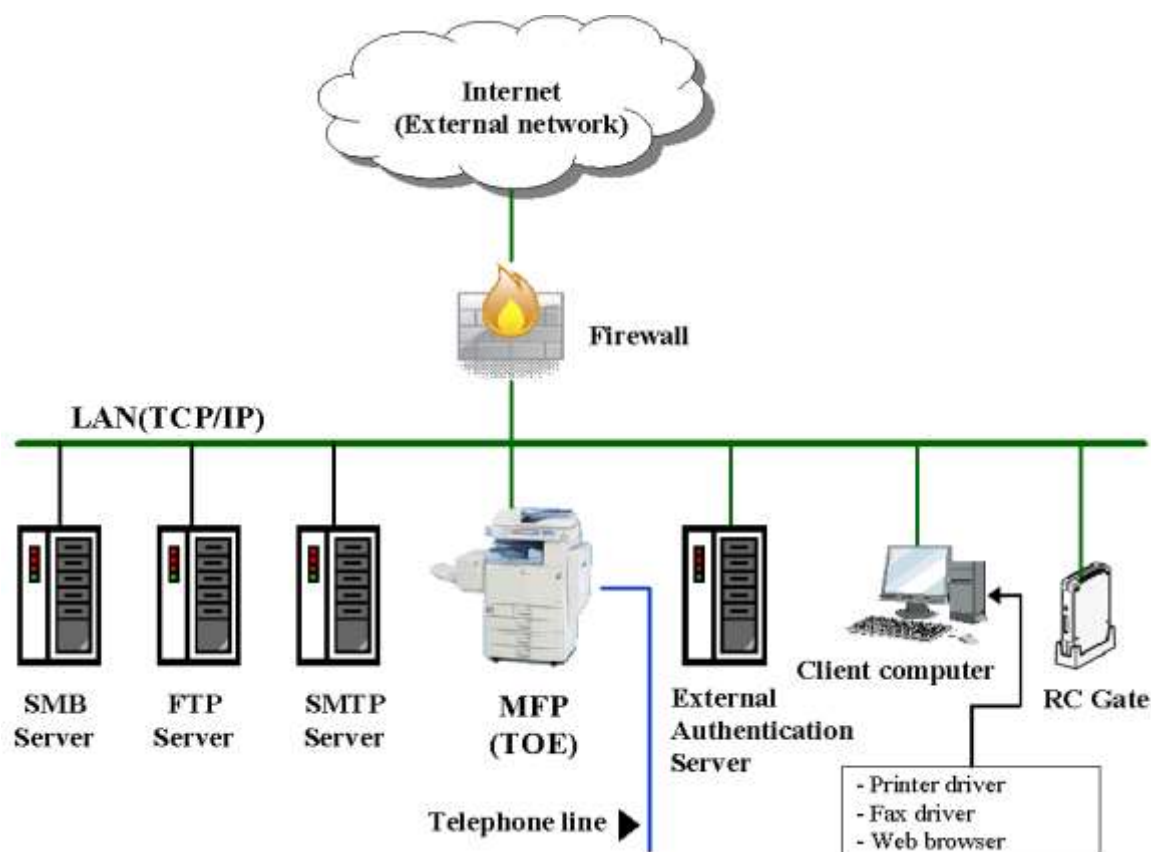 Internet
(External network)
Firewall
LAN(TCP/IP)
SMB
Server
FTP
Server
SMTP
Server
MFP
(TOE)
External
Authentication
Server
Client computer
RC Gate
Telephone line
- Printer driver
- Fax driver
- Web browser